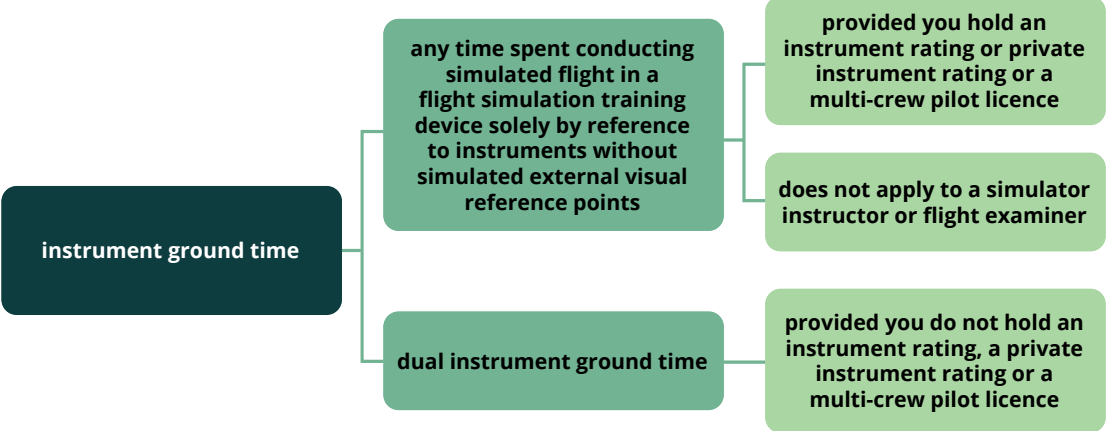 instrument ground time
any time spent conducting
simulated flight in a
flight simulation training
device solely by reference
to instruments without
simulated external visual
reference points
provided you hold an
instrument rating or private
instrument rating or a
multi-crew pilot licence
does not apply to a simulator
instructor or flight examiner
dual instrument ground time
provided you do not hold an
instrument rating, a private
instrument rating or a
multi-crew pilot licence